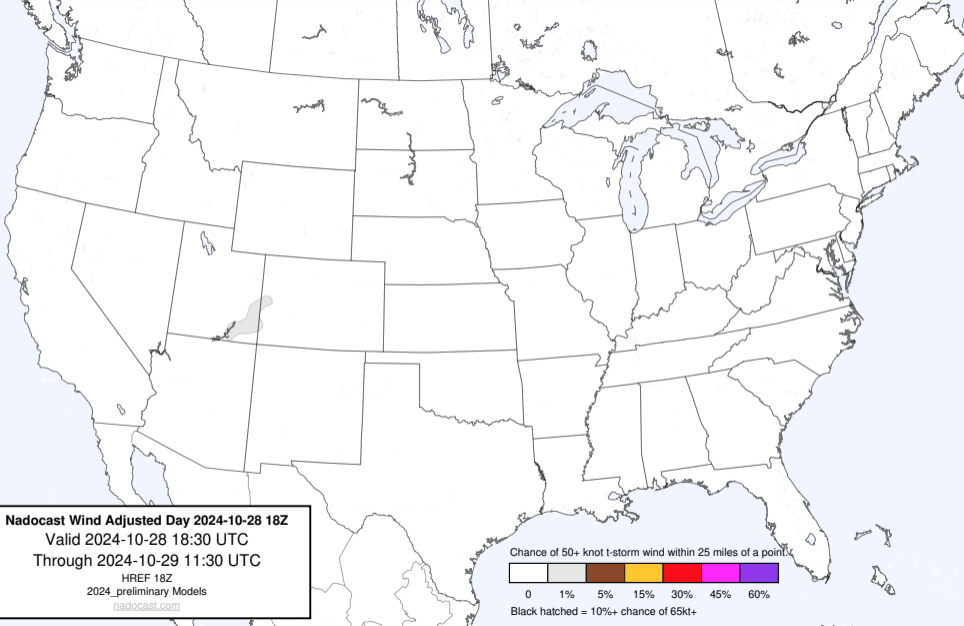 Nadocast Wind Adjusted Day 2024-10-28 18Z
Valid 2024-10-28 18:30 UTC
Through 2024-10-29 11:30 UTC
HREF 18Z
2024_preliminary Models
nadocast.com
Chance of 50+ knot t-storm wind within 25 miles of a point.
0 1% 5% 15% 30% 45% 60%
Black hatched = 10%+ chance of 65kt+